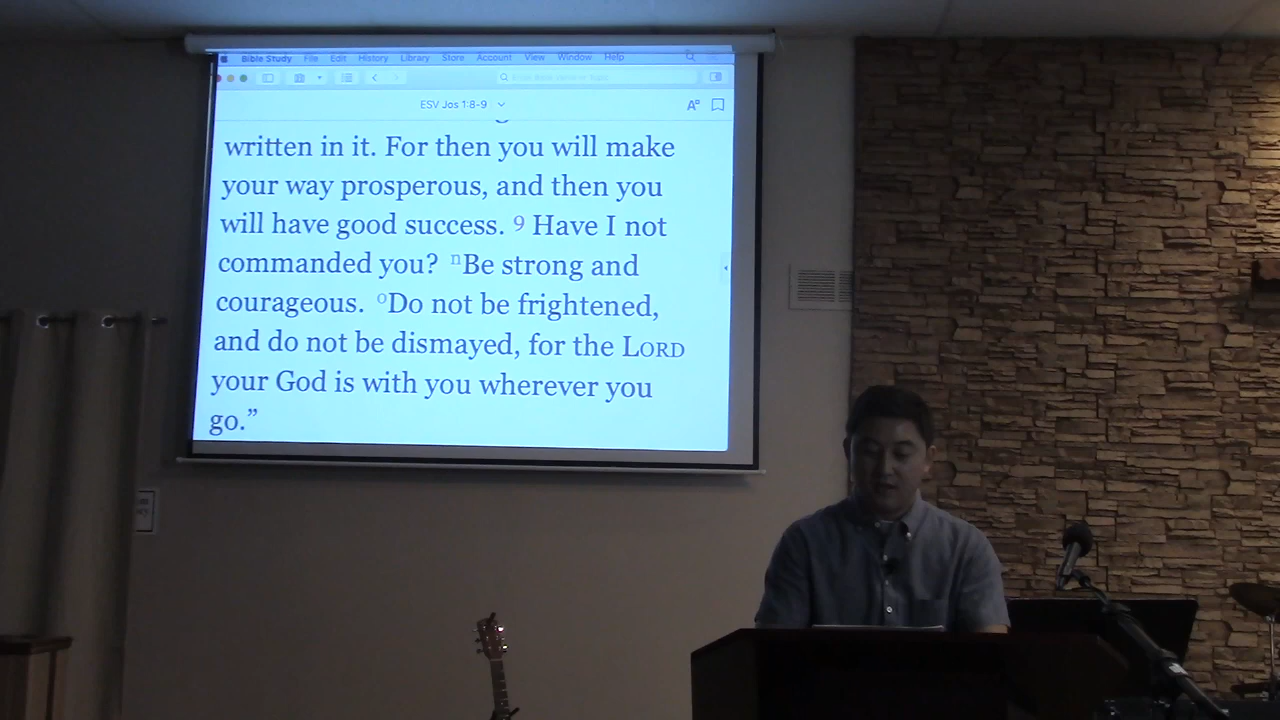 Bible Study File Edit History Library Store Account View Window Help
ESV Jos 1:8-9
written in it. For then you will make
your way prosperous, and then you
will have good success. 9 Have I not
commanded you? nBe strong and
courageous. oDo not be frightened,
and do not be dismayed, for the LORD
your God is with you wherever you
go.”